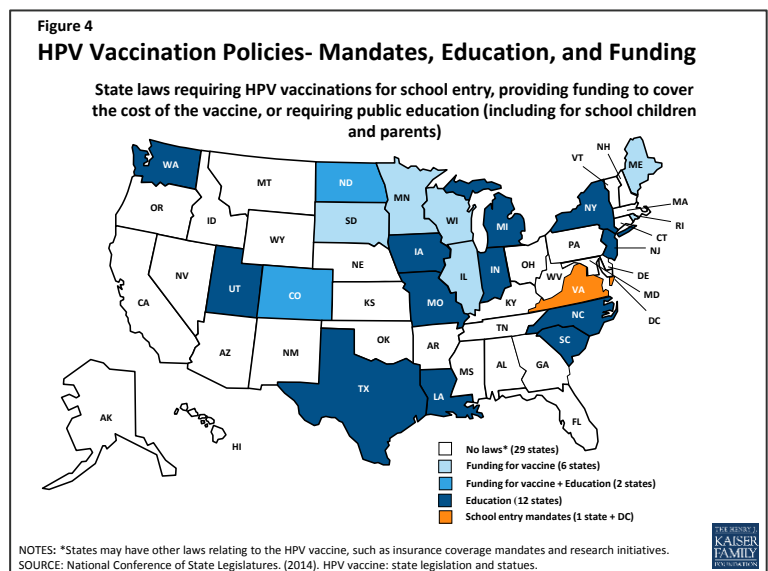 Figure 4
HPV Vaccination Policies- Mandates, Education, and Funding
State laws requiring HPV vaccinations for school entry, providing funding to cover
the cost of the vaccine, or requiring public education (including for school children
and parents)
WA
OR
CA
NV
ID
MT
WY
UT
AZ
CO
NM
ND
SD
NE
KS
OK
TX
MN
IA
MO
AR
LA
WI
IL
MI
IN
OH
KY
TN
MS
AL
GA
FL
SC
NC
VA
WV
PA
NY
VT
NH
ME
MA
RI
CT
NJ
DE
MD
DC
AK
HI
No laws* (29 states)
Funding for vaccine (6 states)
Funding for vaccine + Education (2 states)
Education (12 states)
School entry mandates (1 state + DC)
NOTES: *States may have other laws relating to the HPV vaccine, such as insurance coverage mandates and research initiatives.
SOURCE: National Conference of State Legislatures. (2014). HPV vaccine: state legislation and statues.
THE HENRY J.
KAISER
FAMILY
FOUNDATION